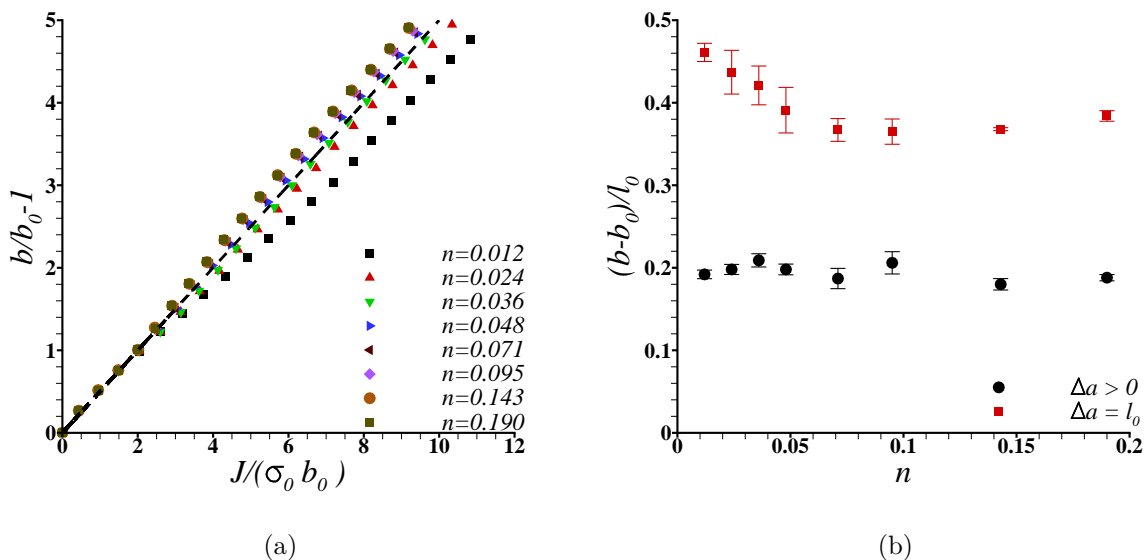 b/b₀-1
5
4
3
2
1
0
0 2 4 6 8 10 12
J/(σ₀ b₀)
n=0.012
n=0.024
n=0.036
n=0.048
n=0.071
n=0.095
n=0.143
n=0.190
(a)
(b-b₀)/l₀
0.5
0.4
0.3
0.2
0.1
0
0 0.05 0.1 0.15 0.2
n
Δa > 0
Δa = l₀
(b)